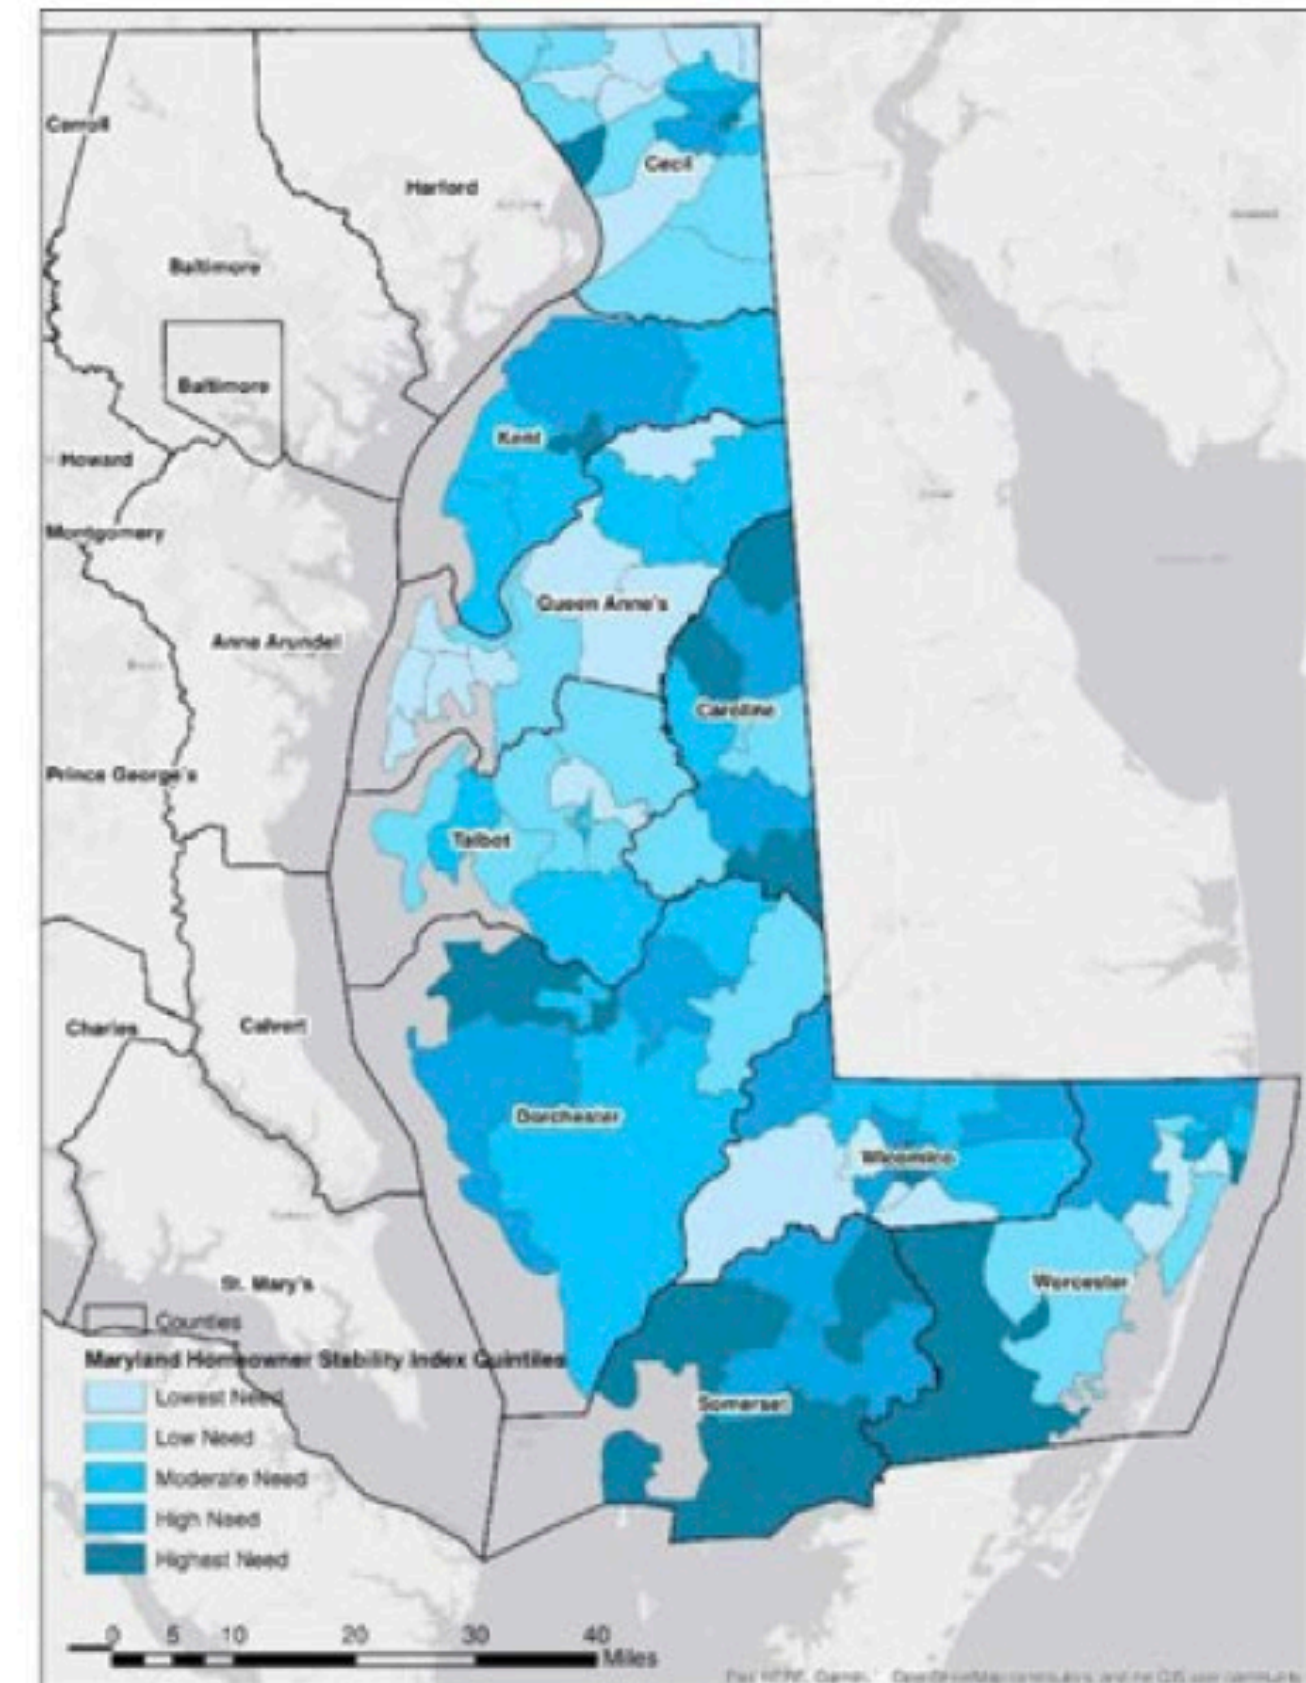 Carroll
Harford
Cecil
Baltimore
Baltimore
Kent
Howard
Montgomery
Queen Anne's
Anne Arundel
Caroline
Prince George's
Talbot
Charles
Calvert
Dorchester
Wicomico
St. Mary's
Worcester
Somerset
Counties
Maryland Homeowner Stability Index Quintiles
Lowest Need
Low Need
Moderate Need
High Need
Highest Need
0 5 10 20 30 40
Miles